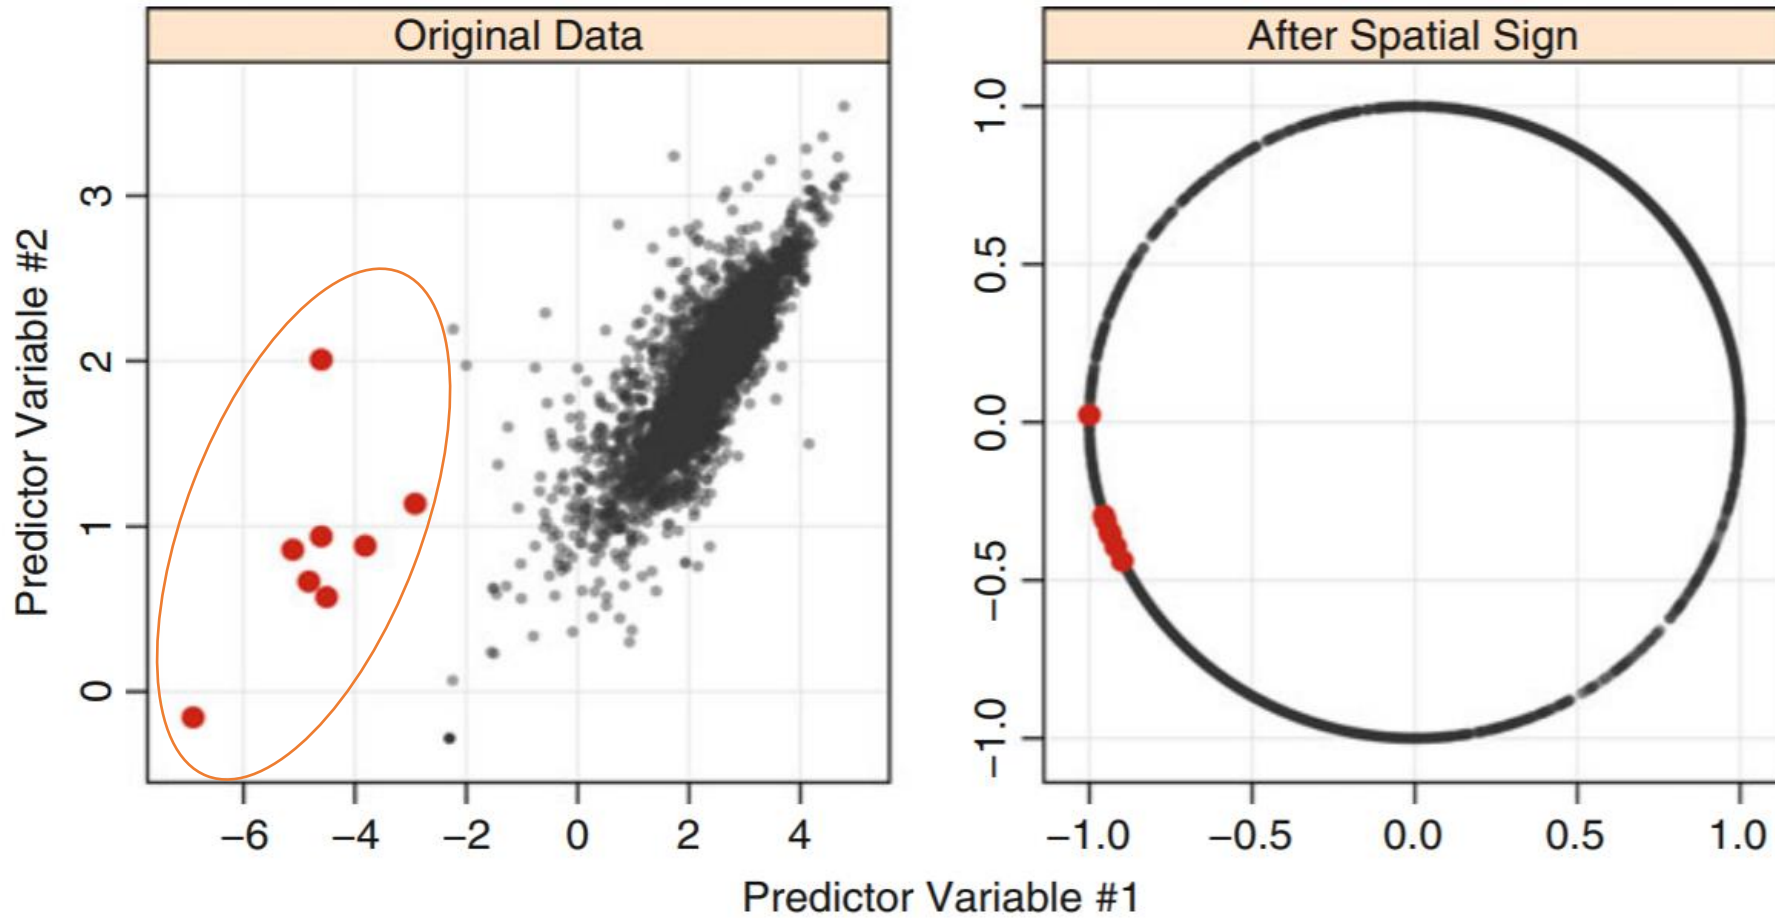 Original Data
After Spatial Sign
Predictor Variable #2
3
2
1
0
−6 −4 −2 0 2 4
1.0
0.5
0.0
−0.5
−1.0
−1.0 −0.5 0.0 0.5 1.0
Predictor Variable #1